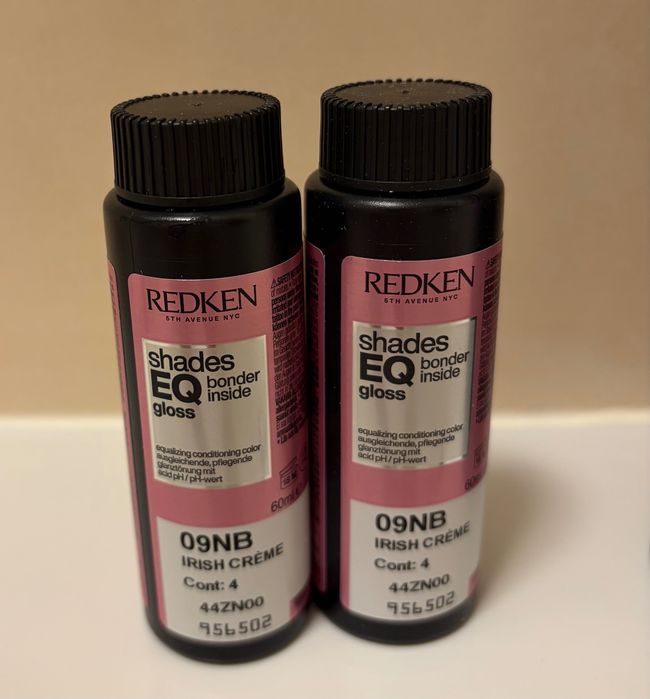 REDKEN
5TH AVENUE NYC
shades
EQ bonder
inside
gloss
equalizing conditioning color
ausgleichende, pflegende
glanztönung mit
acid pH / pH-wert
60ml
09NB
IRISH CRÈME
Cont: 4
44ZN00
956502
REDKEN
5TH AVENUE NYC
shades
EQ bonder
inside
gloss
equalizing conditioning color
ausgleichende, pflegende
glanztönung mit
acid pH / pH-wert
09NB
IRISH CRÈME
Cont: 4
44ZN00
956502